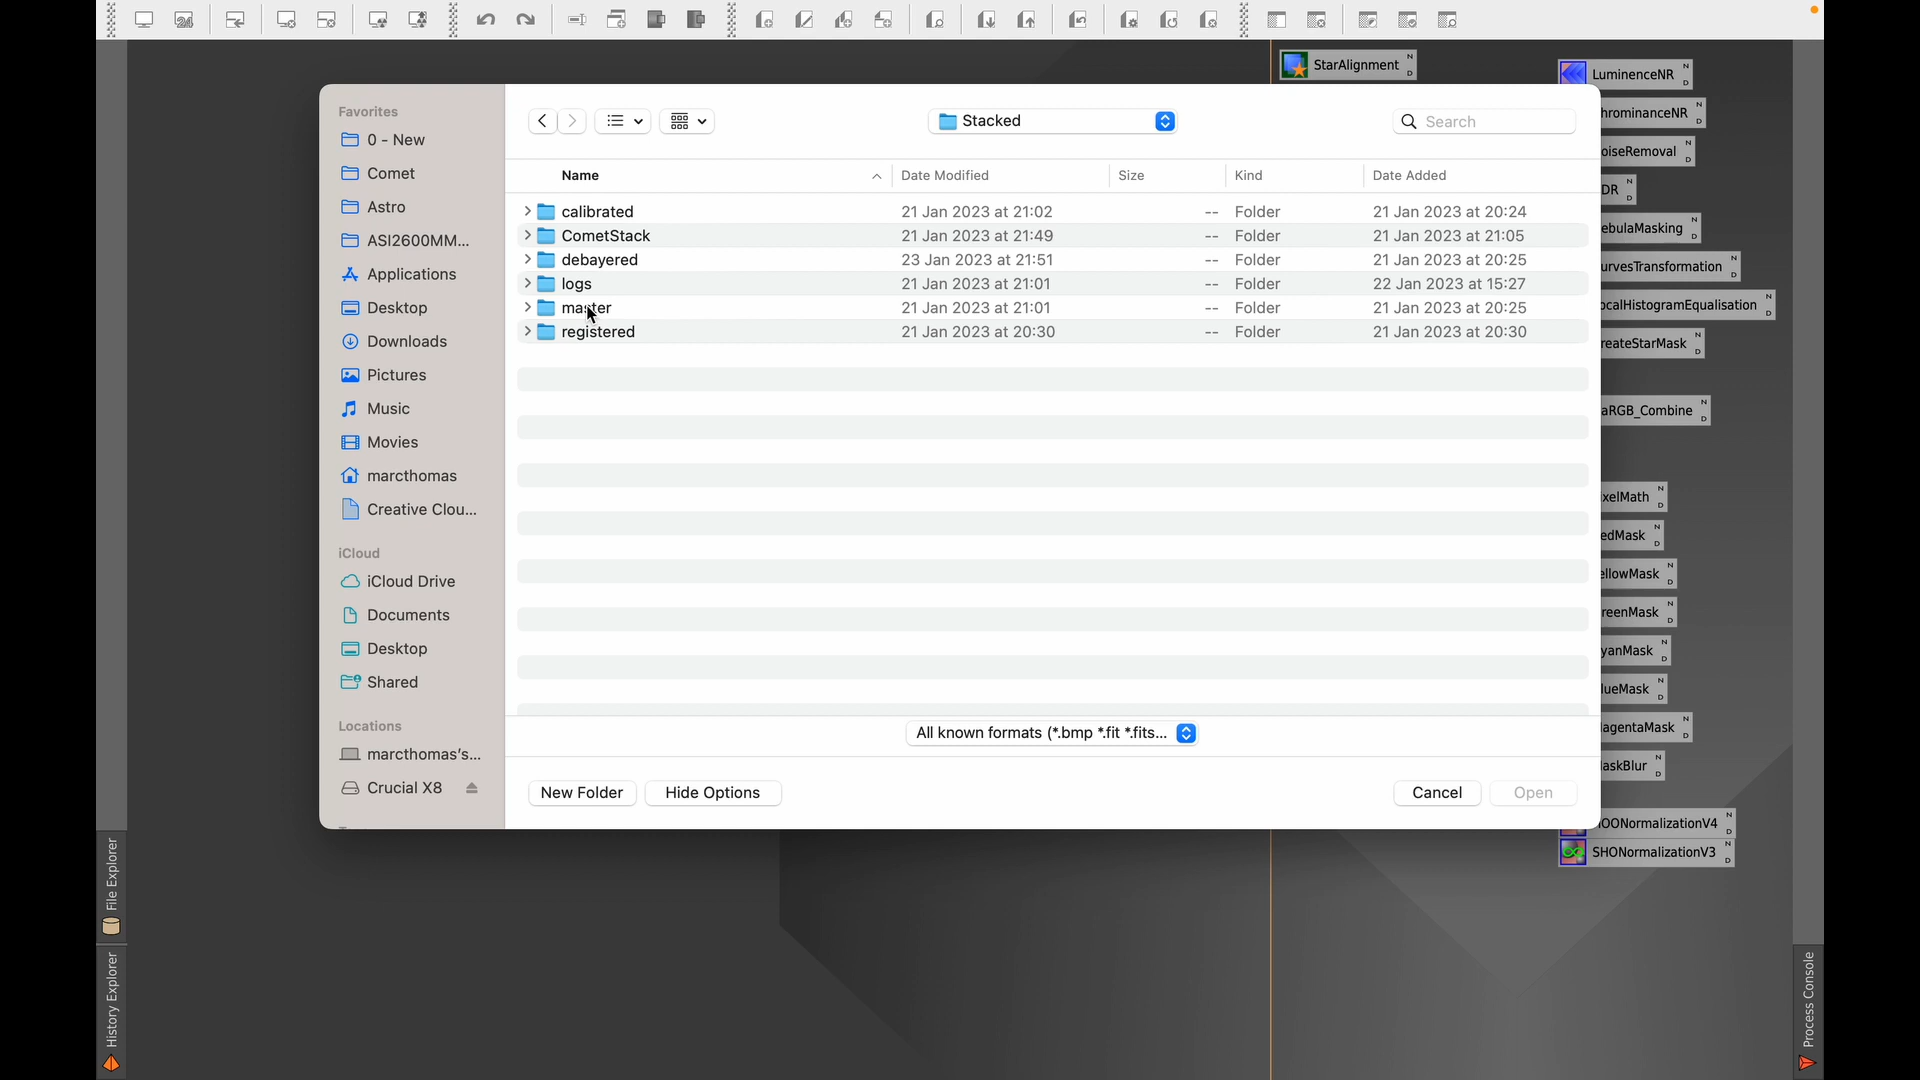 StarAlignment
N
D
LuminenceNR
N
D
hrominanceNR
N
D
oiseRemoval
N
D
DR
N
D
ebulaMasking
N
D
urvesTransformation
N
D
ocalHistogramEqualisation
N
D
reateStarMask
N
D
aRGB_Combine
N
D
ixelMath
N
D
edMask
N
D
ellowMask
N
D
reenMask
N
D
yanMask
N
D
lueMask
N
D
lagentaMask
N
D
laskBlur
N
D
HOONormalizationV4
N
D
SHONormalizationV3
N
D
Favorites
0 - New
Comet
Astro
ASI2600MM...
Applications
Desktop
Downloads
Pictures
Music
Movies
marcthomas
Creative Clou...
iCloud
iCloud Drive
Documents
Desktop
Shared
Locations
marcthomas's...
Crucial X8
Stacked
Search
Name Date Modified Size Kind Date Added
calibrated 21 Jan 2023 at 21:02 -- Folder 21 Jan 2023 at 20:24
CometStack 21 Jan 2023 at 21:49 -- Folder 21 Jan 2023 at 21:05
debayered 23 Jan 2023 at 21:51 -- Folder 21 Jan 2023 at 20:25
logs 21 Jan 2023 at 21:01 -- Folder 22 Jan 2023 at 15:27
master 21 Jan 2023 at 21:01 -- Folder 21 Jan 2023 at 20:25
registered 21 Jan 2023 at 20:30 -- Folder 21 Jan 2023 at 20:30
All known formats (*.bmp *.fit *.fits...
New Folder Hide Options Cancel Open
File Explorer
History Explorer
Process Console